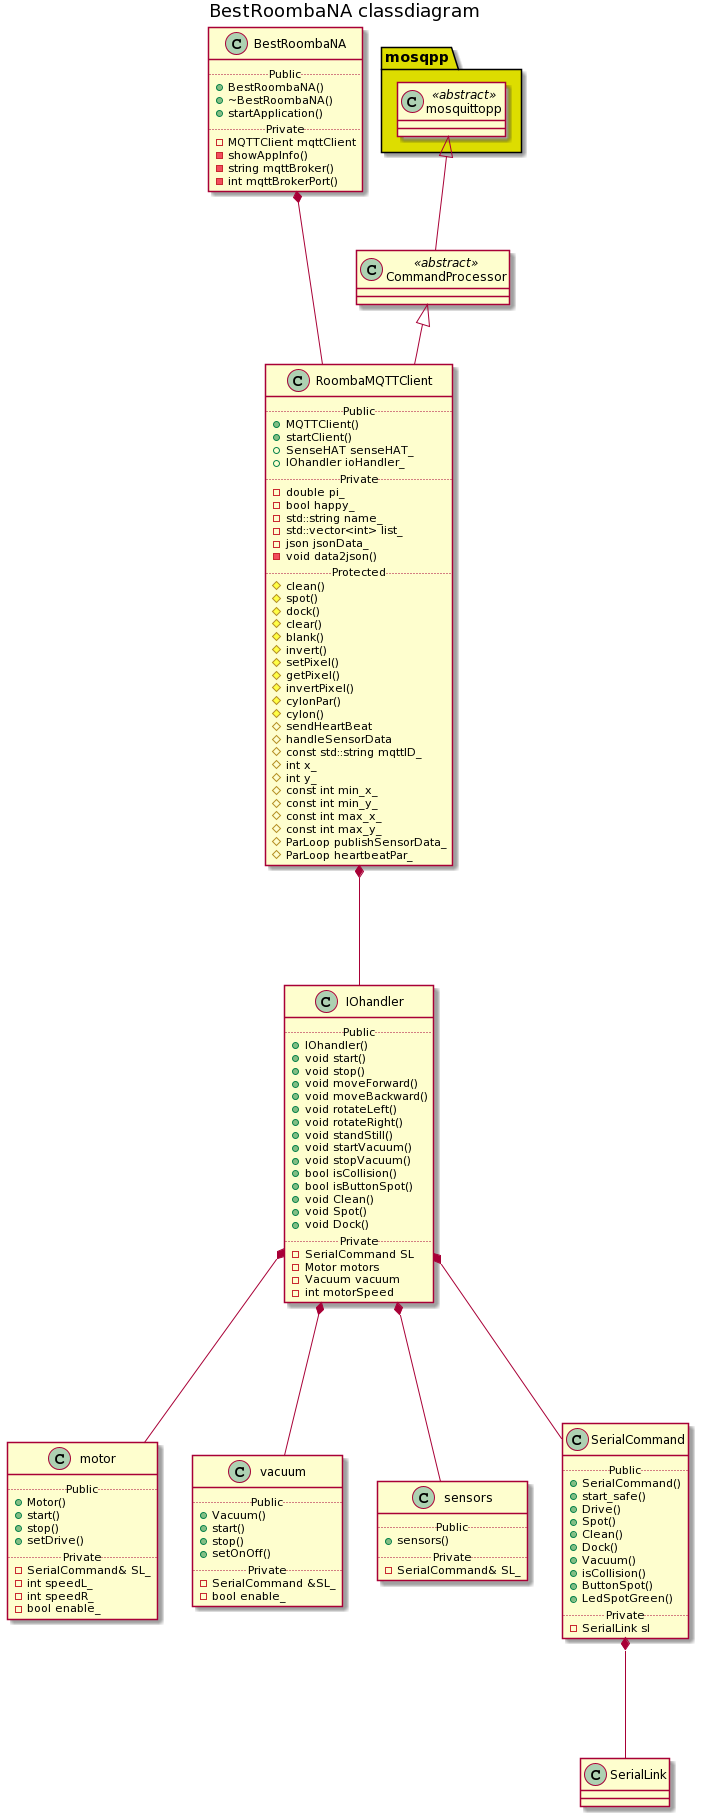 BestRoombaNA classdiagram
BestRoombaNA
Public
BestRoombaNA()
~BestRoombaNA()
startApplication()
Private
MQTTClient mqttClient
showAppInfo()
string mqttBroker()
int mqttBrokerPort()
mosqpp
«abstract»
mosquittopp
«abstract»
CommandProcessor
RoombaMQTTClient
Public
MQTTClient()
startClient()
SenseHAT senseHAT_
IOhandler ioHandler_
Private
double pi_
bool happy_
std::string name_
std::vector<int> list_
json jsonData_
void data2json()
Protected
clean()
spot()
dock()
clear()
blank()
invert()
setPixel()
getPixel()
invertPixel()
cylonPar()
cylon()
sendHeartBeat
handleSensorData
const std::string mqttID_
int x_
int y_
const int min_x_
const int min_y_
const int max_x_
const int max_y_
ParLoop publishSensorData_
ParLoop heartbeatPar_
IOhandler
Public
IOhandler()
void start()
void stop()
void moveForward()
void moveBackward()
void rotateLeft()
void rotateRight()
void standStill()
void startVacuum()
void stopVacuum()
bool isCollision()
bool isButtonSpot()
void Clean()
void Spot()
void Dock()
Private
SerialCommand SL
Motor motors
Vacuum vacuum
int motorSpeed
motor
Public
Motor()
start()
stop()
setDrive()
Private
SerialCommand& SL_
int speedL_
int speedR_
bool enable_
vacuum
Public
Vacuum()
start()
stop()
setOnOff()
Private
SerialCommand &SL_
bool enable_
sensors
Public
sensors()
Private
SerialCommand& SL_
SerialCommand
Public
SerialCommand()
start_safe()
Drive()
Spot()
Clean()
Dock()
Vacuum()
isCollision()
ButtonSpot()
LedSpotGreen()
Private
SerialLink sl
SerialLink